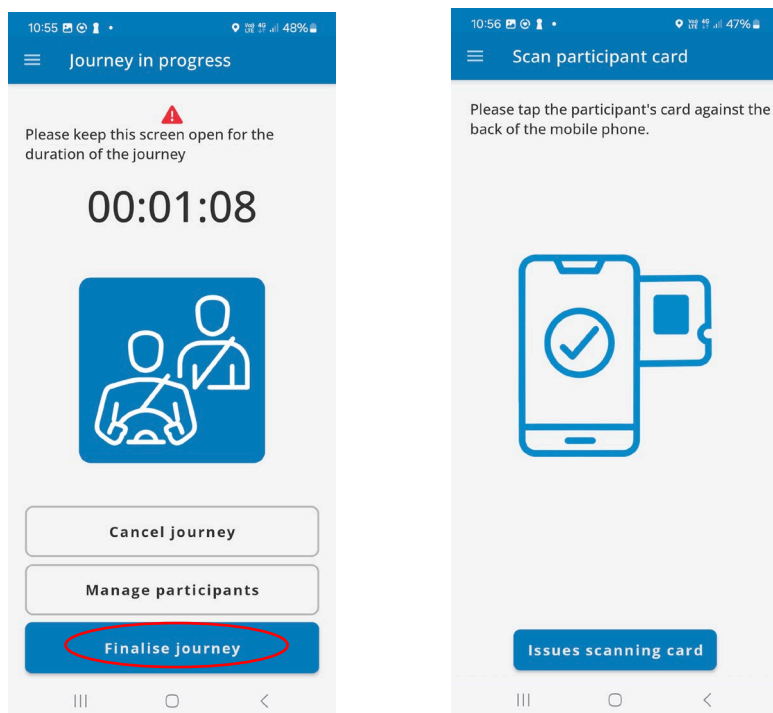 10:55 48%
Journey in progress
Please keep this screen open for the
duration of the journey
00:01:08
Cancel journey
Manage participants
Finalise journey
10:56 47%
Scan participant card
Please tap the participant's card against the
back of the mobile phone.
Issues scanning card